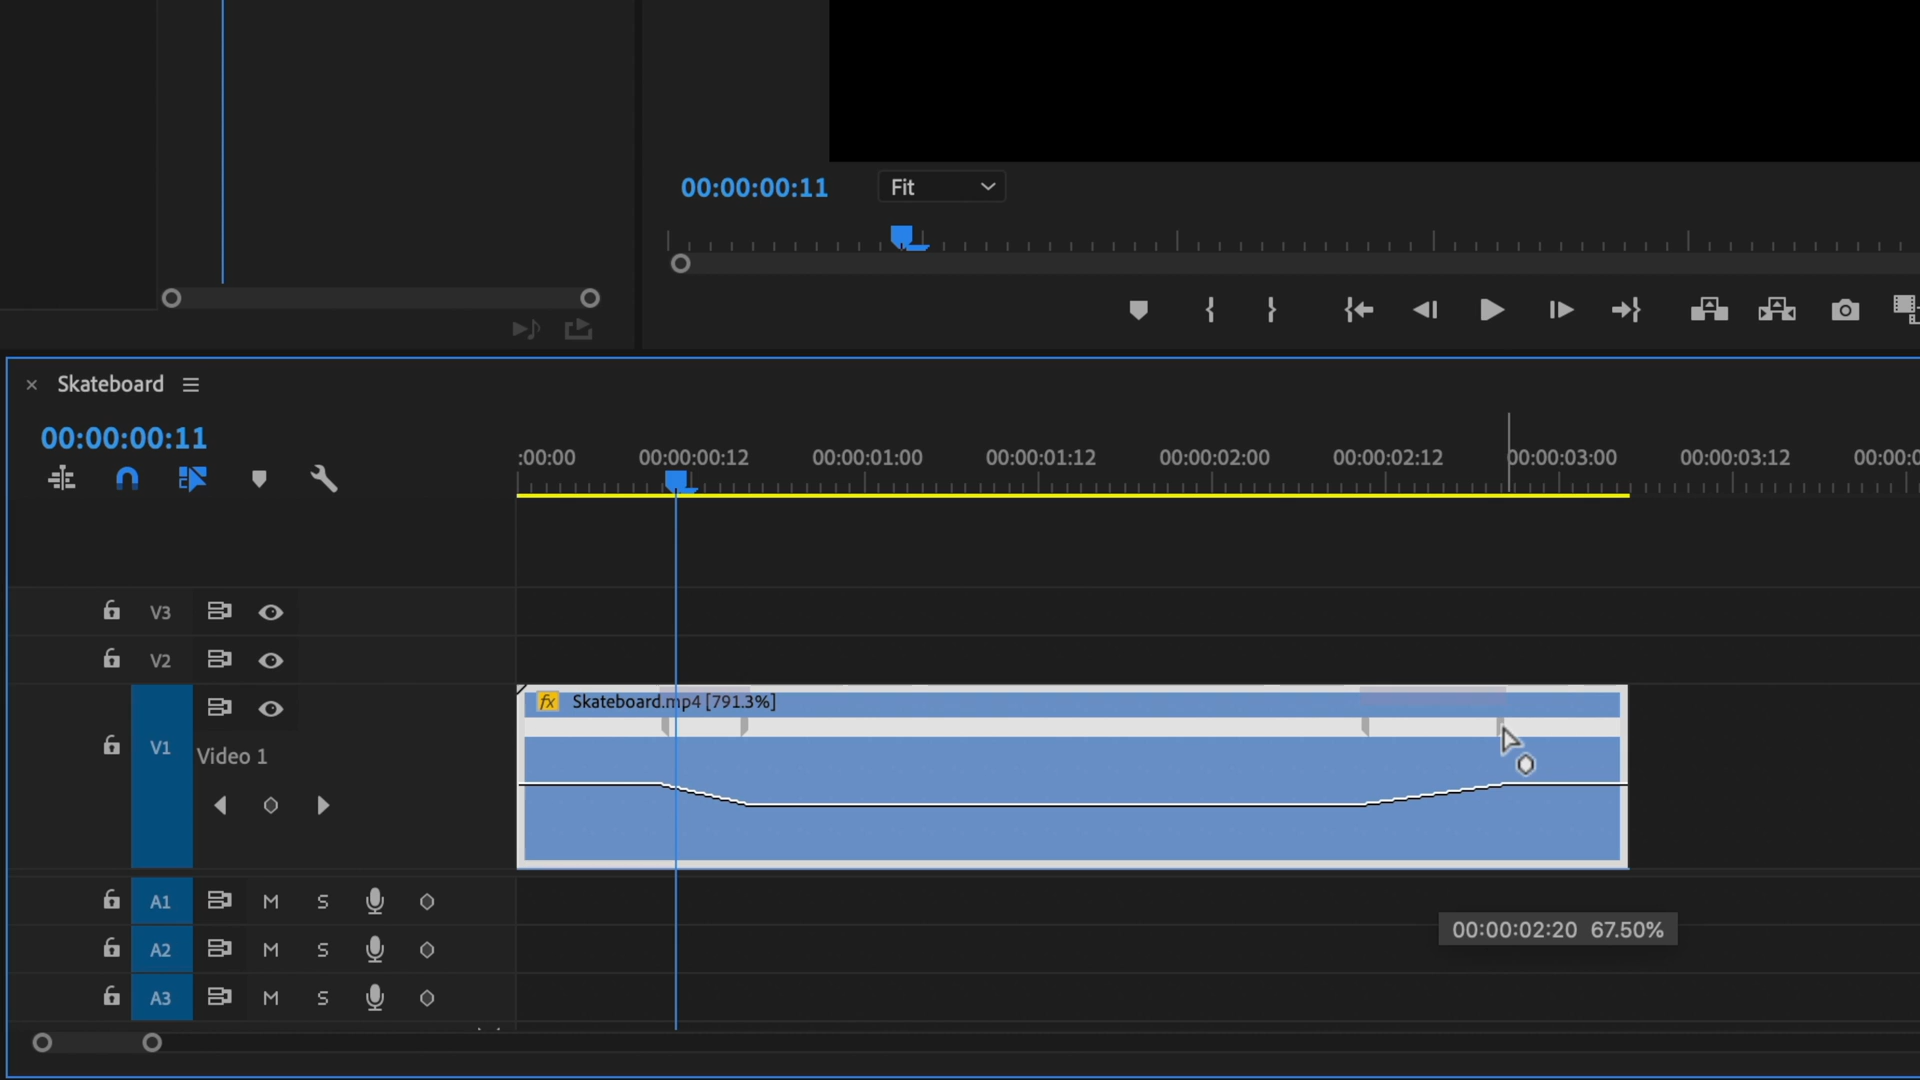 00:00:00:11 Fit
Skateboard
00:00:00:11
:00:00 00:00:00:12 00:00:01:00 00:00:01:12 00:00:02:00 00:00:02:12 00:00:03:00 00:00:03:12 00:00:0
V3
V2
fx Skateboard.mp4 [791.3%]
V1
Video 1
A1 M S
00:00:02:20 67.50%
A2 M S
A3 M S